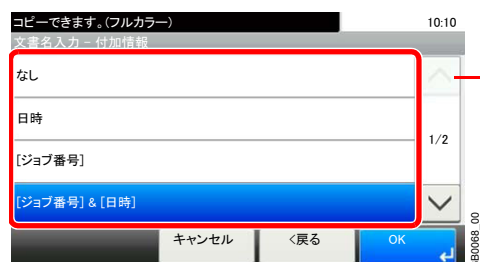 コピーできます。(フルカラー) 10:10
文書名入力 - 付加情報
なし
日時
1/2
[ジョブ番号]
[ジョブ番号] & [日時]
キャンセル <戻る OK
B0068_00